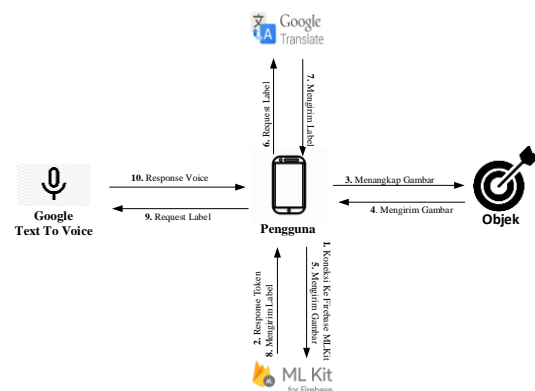 文 A
Google
Translate
6. Request Label
7. Mengirim Label
10. Response Voice
9. Request Label
Google
Text To Voice
Pengguna
3. Menangkap Gambar
4. Mengirim Gambar
Objek
2. Response Token
8. Mengirim Label
1. Koneksi Ke Firebase MLKit
5. Mengirim Gambar
ML Kit
for Firebase